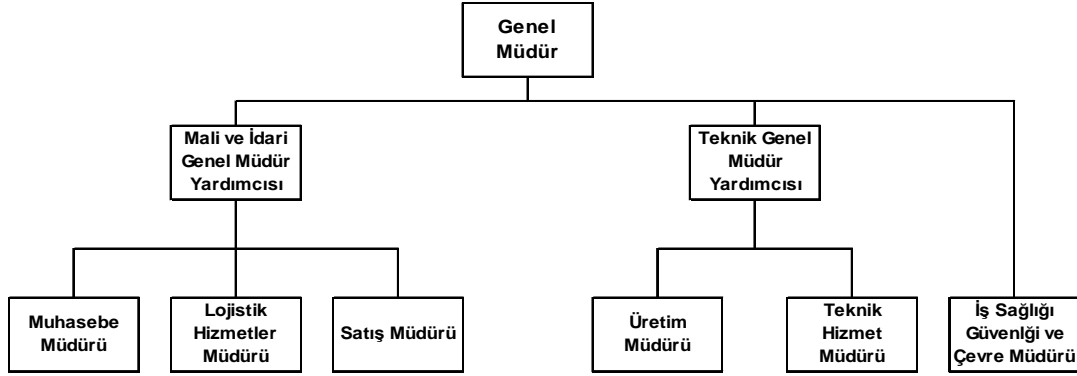 Genel
Müdür
Mali ve İdari
Genel Müdür
Yardımcısı
Teknik Genel
Müdür
Yardımcısı
Muhasebe
Müdürü
Lojistik
Hizmetler
Müdürü
Satış Müdürü
Üretim
Müdürü
Teknik
Hizmet
Müdürü
İş Sağlığı
Güvenlği ve
Çevre Müdürü